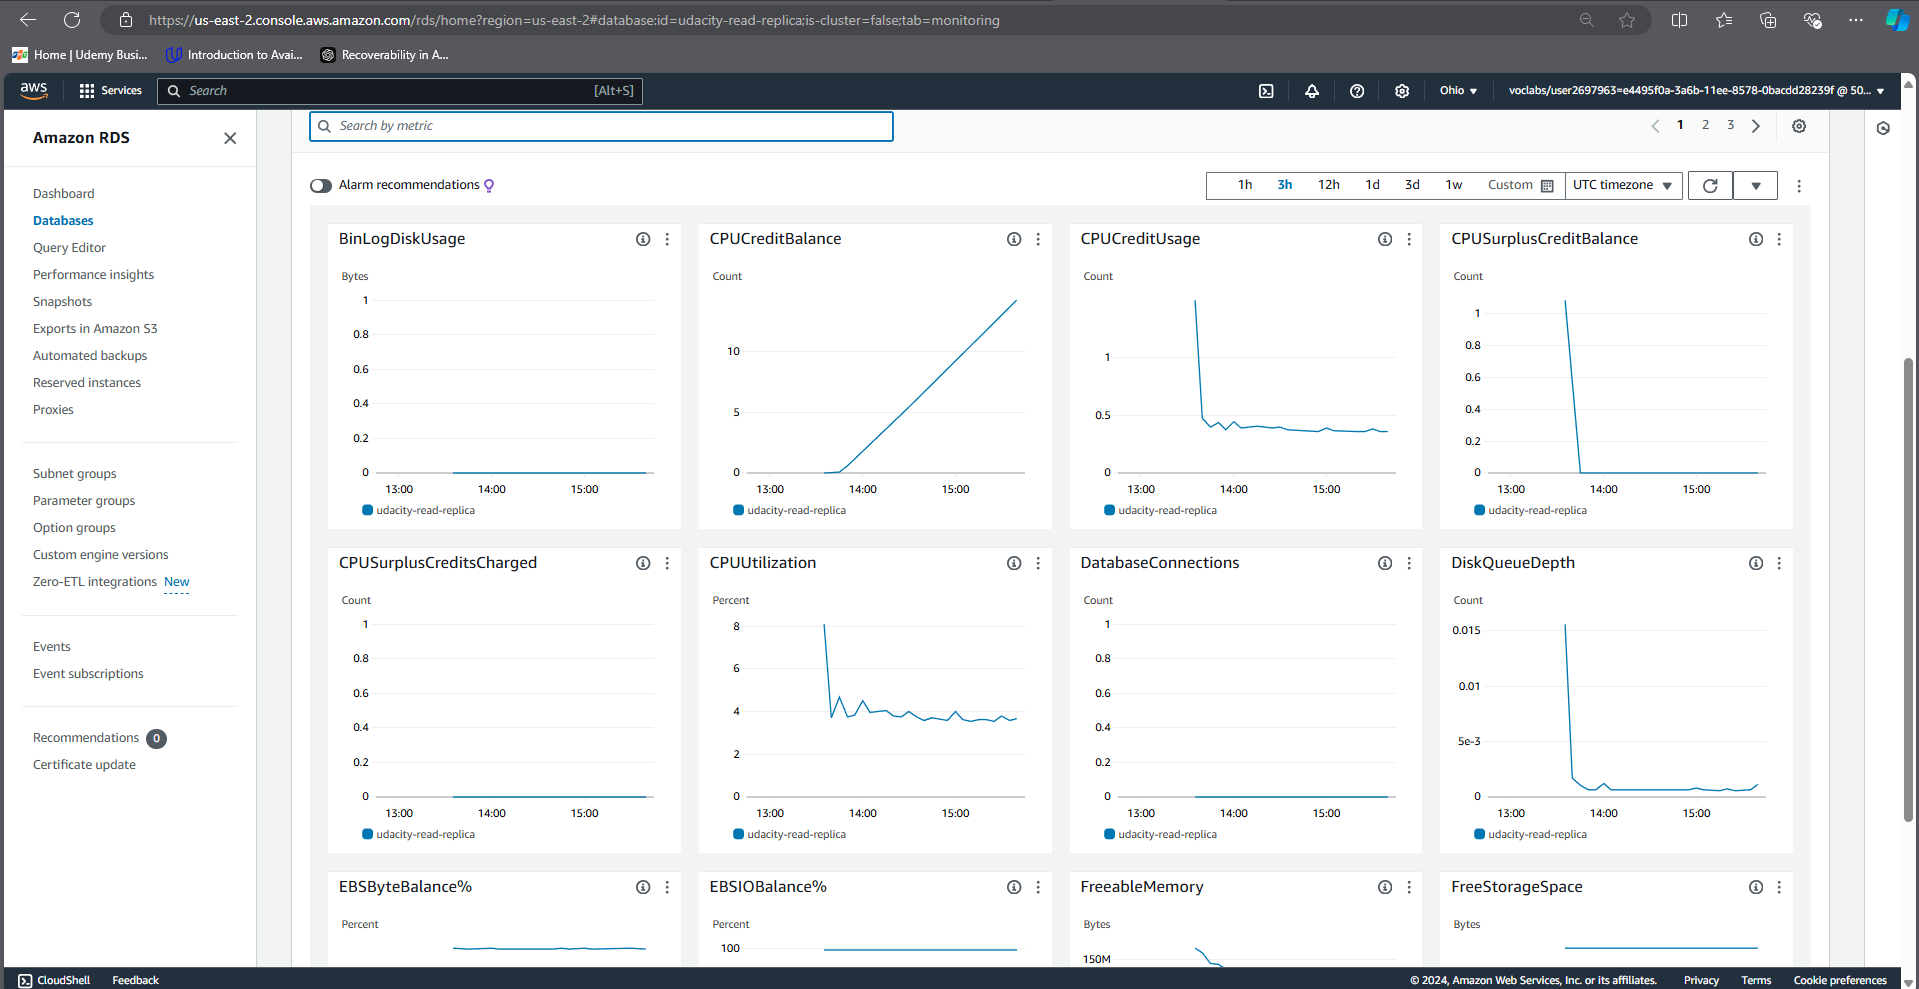 https://us-east-2.console.aws.amazon.com/rds/home?region=us-east-2#database:id=udacity-read-replica;is-cluster=false;tab=monitoring
Home | Udemy Busi...
Introduction to Avai...
Recoverability in A...
aws
Services
Search
[Alt+S]
Ohio
voclabs/user2697963=e4495f0a-3a6b-11ee-8578-0bacdd28239f @ 50...
Amazon RDS
Dashboard
Databases
Query Editor
Performance insights
Snapshots
Exports in Amazon S3
Automated backups
Reserved instances
Proxies
Subnet groups
Parameter groups
Option groups
Custom engine versions
Zero-ETL integrations New
Events
Event subscriptions
Recommendations 0
Certificate update
Search by metric
1 2 3
Alarm recommendations
1h 3h 12h 1d 3d 1w Custom
UTC timezone
BinLogDiskUsage
Bytes
1
0.8
0.6
0.4
0.2
0
13:00 14:00 15:00
udacity-read-replica
CPUCreditBalance
Count
10
5
0
13:00 14:00 15:00
udacity-read-replica
CPUCreditUsage
Count
1
0.5
0
13:00 14:00 15:00
udacity-read-replica
CPUSurplusCreditBalance
Count
1
0.8
0.6
0.4
0.2
0
13:00 14:00 15:00
udacity-read-replica
CPUSurplusCreditsCharged
Count
1
0.8
0.6
0.4
0.2
0
13:00 14:00 15:00
udacity-read-replica
CPUUtilization
Percent
8
6
4
2
0
13:00 14:00 15:00
udacity-read-replica
DatabaseConnections
Count
1
0.8
0.6
0.4
0.2
0
13:00 14:00 15:00
udacity-read-replica
DiskQueueDepth
Count
0.015
0.01
5e-3
0
13:00 14:00 15:00
udacity-read-replica
EBSByteBalance%
Percent
EBSIOBalance%
Percent
100
FreeableMemory
Bytes
150M
FreeStorageSpace
Bytes
CloudShell
Feedback
© 2024, Amazon Web Services, Inc. or its affiliates.
Privacy
Terms
Cookie preferences